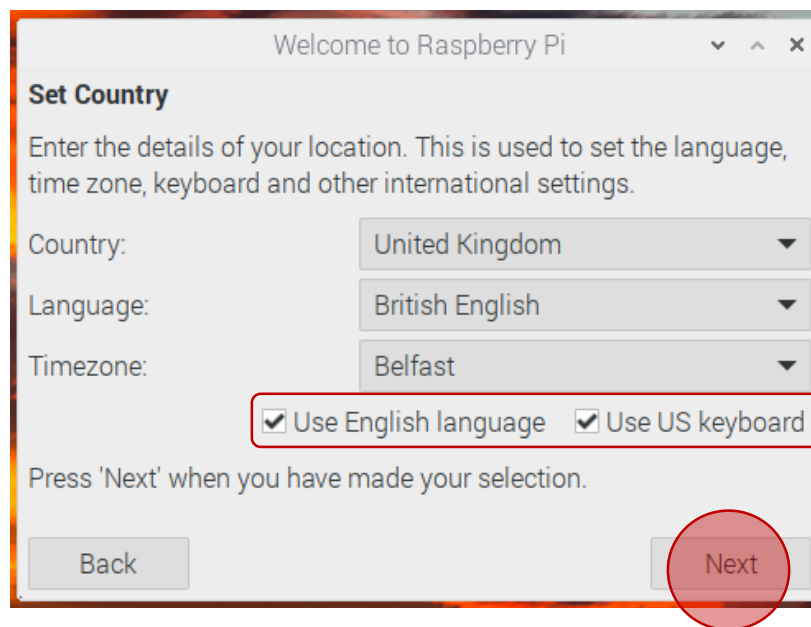 Welcome to Raspberry Pi
Set Country
Enter the details of your location. This is used to set the language,
time zone, keyboard and other international settings.
Country: United Kingdom
Language: British English
Timezone: Belfast
Use English language Use US keyboard
Press 'Next' when you have made your selection.
Back Next